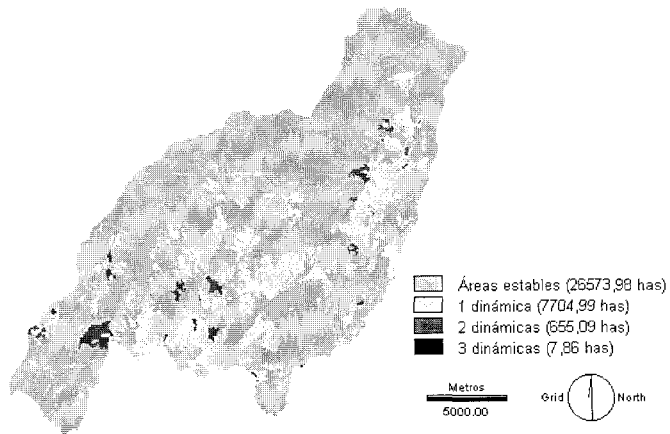 Áreas estables (26573,98 has)
1 dinámica (7704,99 has)
2 dinámicas (655,09 has)
3 dinámicas (7,86 has)
Metros
5000.00
Grid North